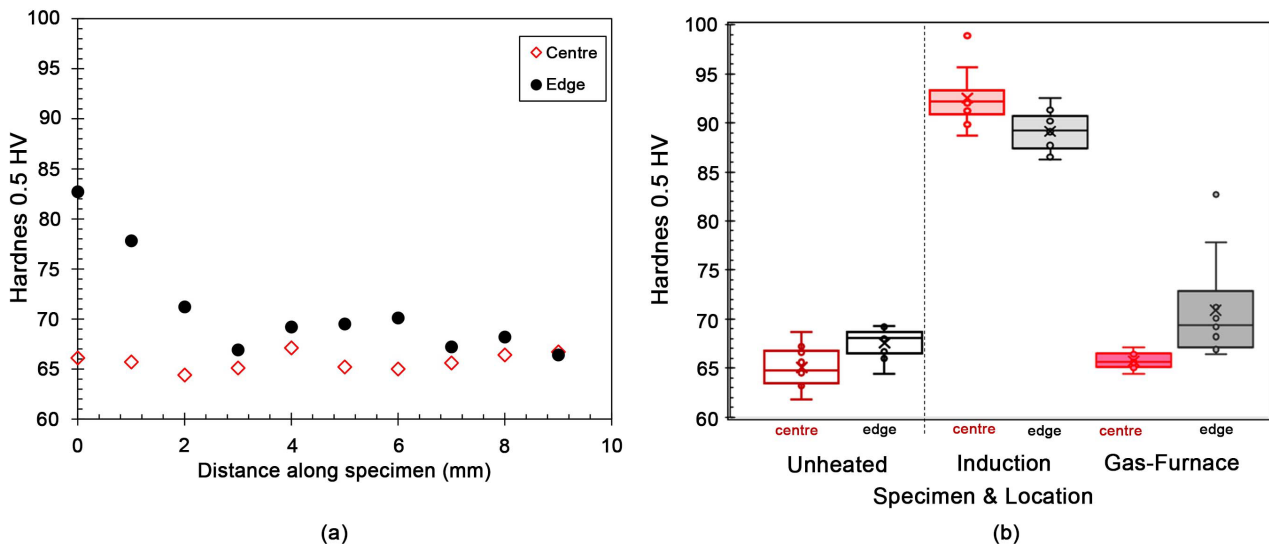 100
95
90
85
80
75
70
65
60
Hardnes 0.5 HV
Centre
Edge
0 2 4 6 8 10
Distance along specimen (mm)
(a)
100
95
90
85
80
75
70
65
60
Hardnes 0.5 HV
centre edge centre edge centre edge
Unheated Induction Gas-Furnace
Specimen & Location
(b)